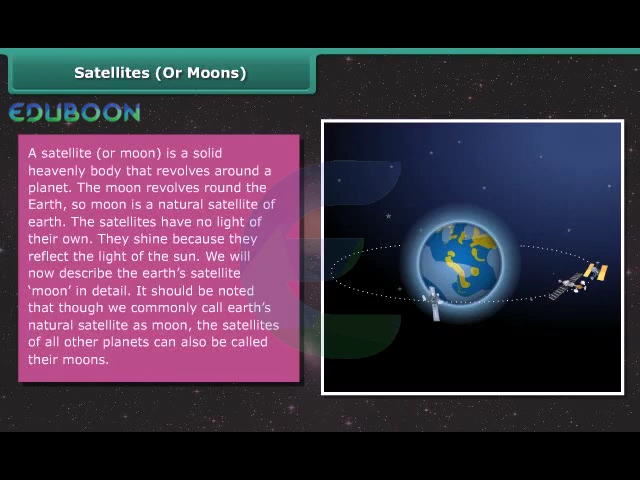 Satellites (Or Moons)
EDUBOON
A satellite (or moon) is a solid
heavenly body that revolves around a
planet. The moon revolves round the
Earth, so moon is a natural satellite of
earth. The satellites have no light of
their own. They shine because they
reflect the light of the sun. We will
now describe the earth's satellite
‘moon’ in detail. It should be noted
that though we commonly call earth's
natural satellite as moon, the satellites
of all other planets can also be called
their moons.